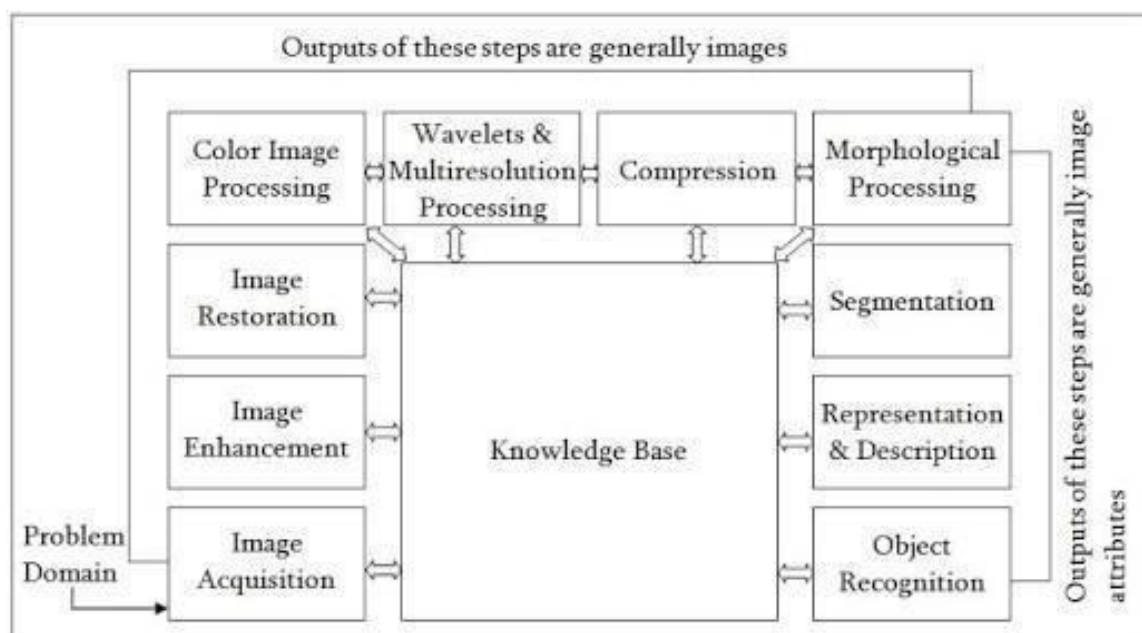 Outputs of these steps are generally images
Color Image
Processing
Wavelets &
Multiresolution
Processing
Compression
Morphological
Processing
Image
Restoration
Segmentation
Image
Enhancement
Knowledge Base
Representation
& Description
Problem
Domain
Image
Acquisition
Object
Recognition
Outputs of these steps are generally image
attributes